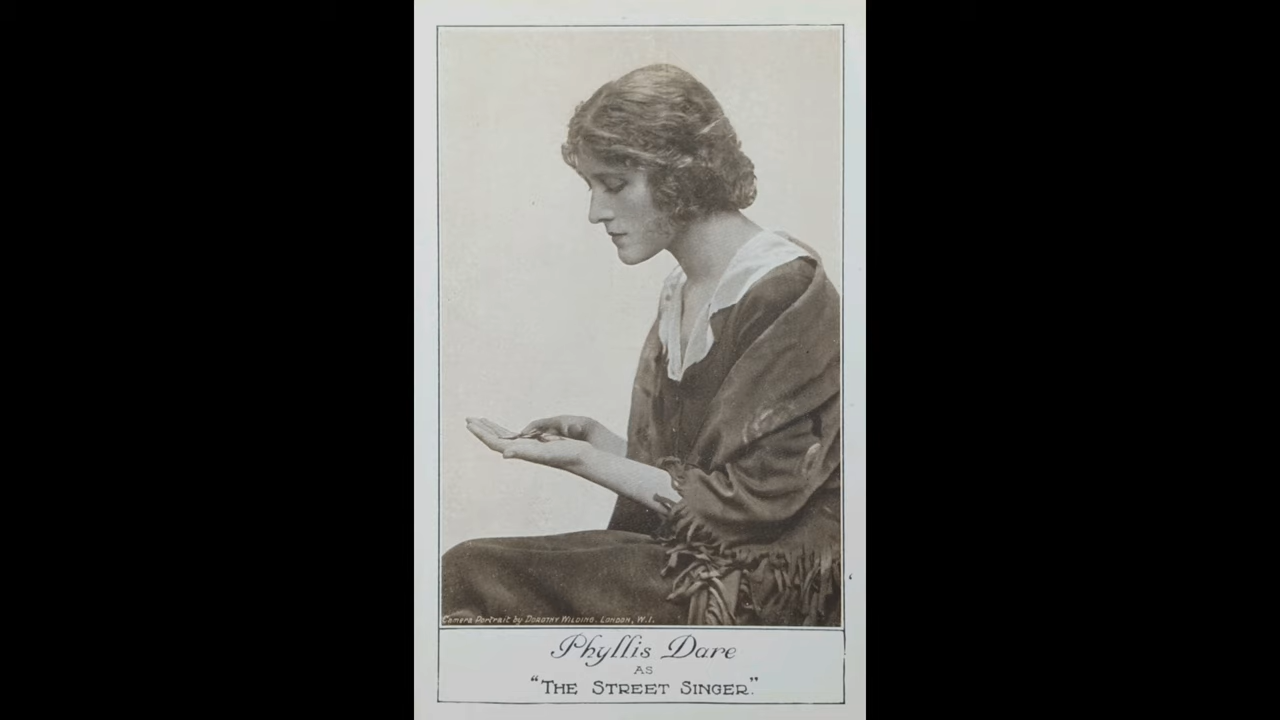 Camera Portrait by DOROTHY WILDING. LONDON, W.1.
Phyllis Dare
AS
"THE STREET SINGER."